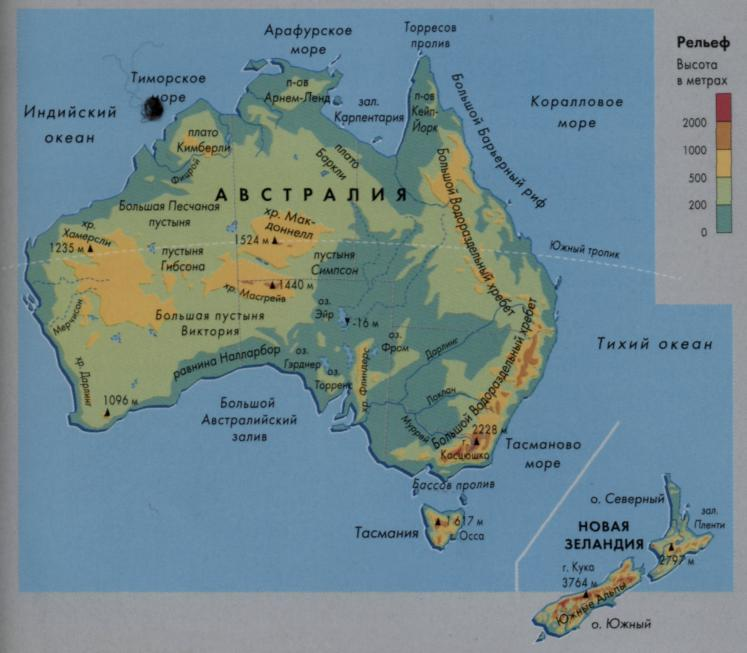 Арафурское
море
Торресов
пролив
Рельеф
Высота
в метрах
2000
1000
500
200
0
Тиморское
море
Индийский
океан
п-ов
Арнем-Ленд
зал.
Карпентария
п-ов
Кейп-
Йорк
Большой Барьерный риф
Коралловое
море
плато
Кимберли
Фицрой
плато
Баркли
АВСТРАЛИЯ
Большой Водораздельный хребет
Большая Песчаная
пустыня
хр. Мак-
доннелл
1524 м
хр.
Хамерсли
1235 м
пустыня
Гибсона
пустыня
Симпсон
Южный тропик
хр. Масгрейв
1440 м
Мерчисон
Большая пустыня
Виктория
оз.
Эйр
-16 м
оз.
Фром
Дарлинг
Большой Водораздельный хребет
Тихий океан
равнина Налларбор
оз.
Гэрднер
оз.
Торренс
хр. Флиндерс
хр. Дарлинг
1096 м
Лохлан
Муррей
Большой
Австралийский
залив
2228 м
г.
Косцюшко
Тасманово
море
Бассов пролив
Тасмания
1617 м
г. Осса
о. Северный
зал.
Пленти
НОВАЯ
ЗЕЛАНДИЯ
2797 м
г. Кука
3764 м
Южные Альпы
о. Южный